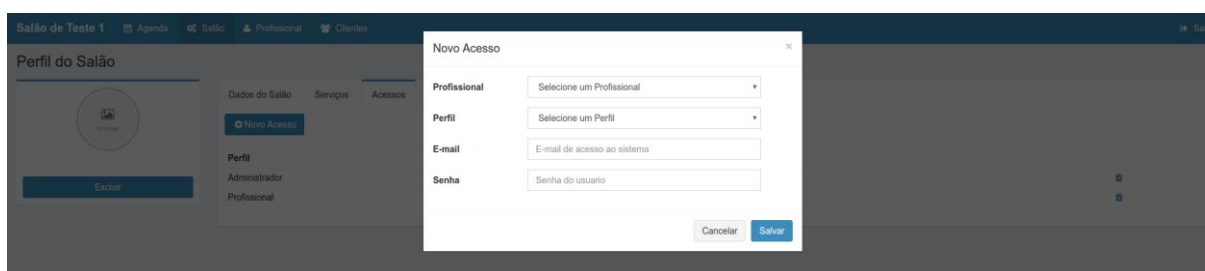 Salão de Teste 1 Agenda Salão Profissional Clientes
Perfil do Salão
Novo Acesso ×
Dados do Salão Serviços Acessos
Novo Acesso
Profissional Selecione um Profissional
Perfil Selecione um Perfil
E-mail E-mail de acesso ao sistema
Senha Senha do usuario
Perfil
Administrador
Profissional
Excluir
Cancelar Salvar